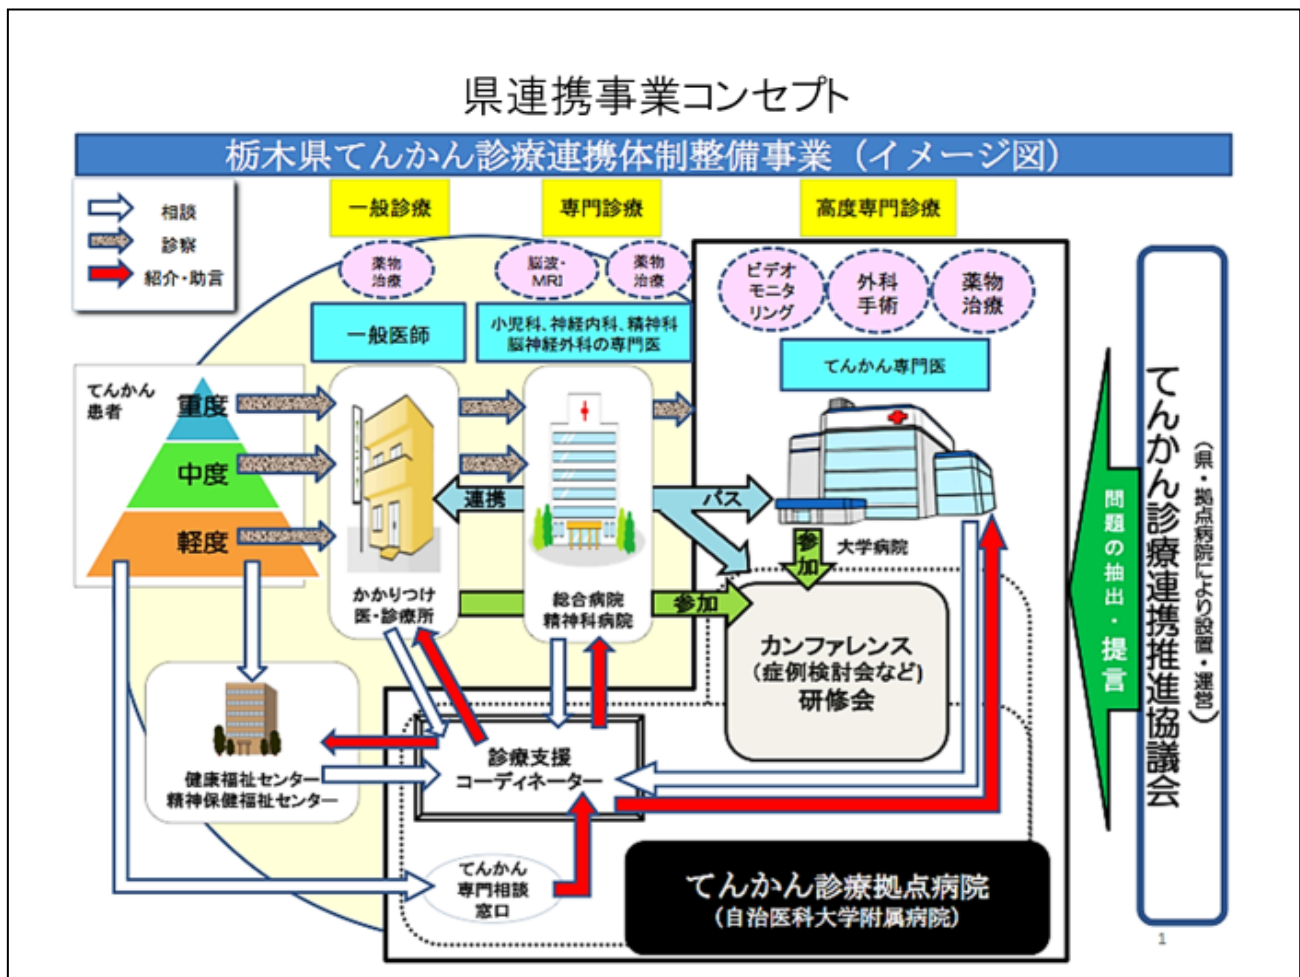 県連携事業コンセプト
栃木県てんかん診療連携体制整備事業（イメージ図）
相談
診察
紹介・助言
一般診療
専門診療
高度専門診療
薬物
治療
脳波・
MRI
薬物
治療
ビデオ
モニタ
リング
外科
手術
薬物
治療
一般医師
小児科、神経内科、精神科
脳神経外科の専門医
てんかん専門医
てんかん
患者
重度
中度
軽度
連携
パス
かかりつけ
医・診療所
総合病院
精神科病院
大学病院
参加
参加
カンファレンス
（症例検討会など)
研修会
健康福祉センター
精神保健福祉センター
診療支援
コーディネーター
てんかん
専門相談
窓口
てんかん診療拠点病院
（自治医科大学附属病院）
問題の抽出・提言
てんかん診療連携推進協議会
（県・拠点病院により設置・運営）
1